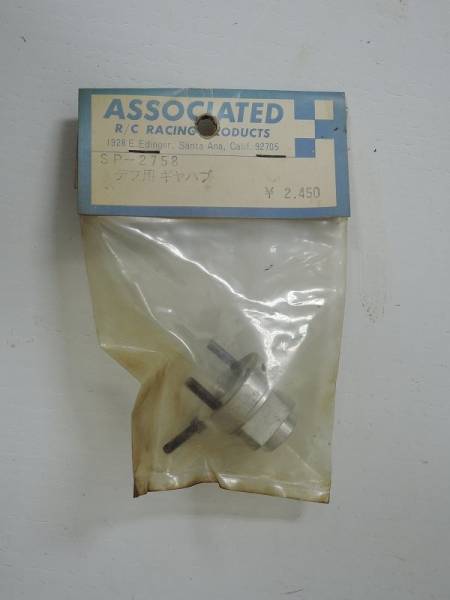 ASSOCIATED
R/C RACING PRODUCTS
1928 E. Edinger, Santa Ana, Calif. 92705
SP-2758
デフ用ギヤハブ
¥ 2,450